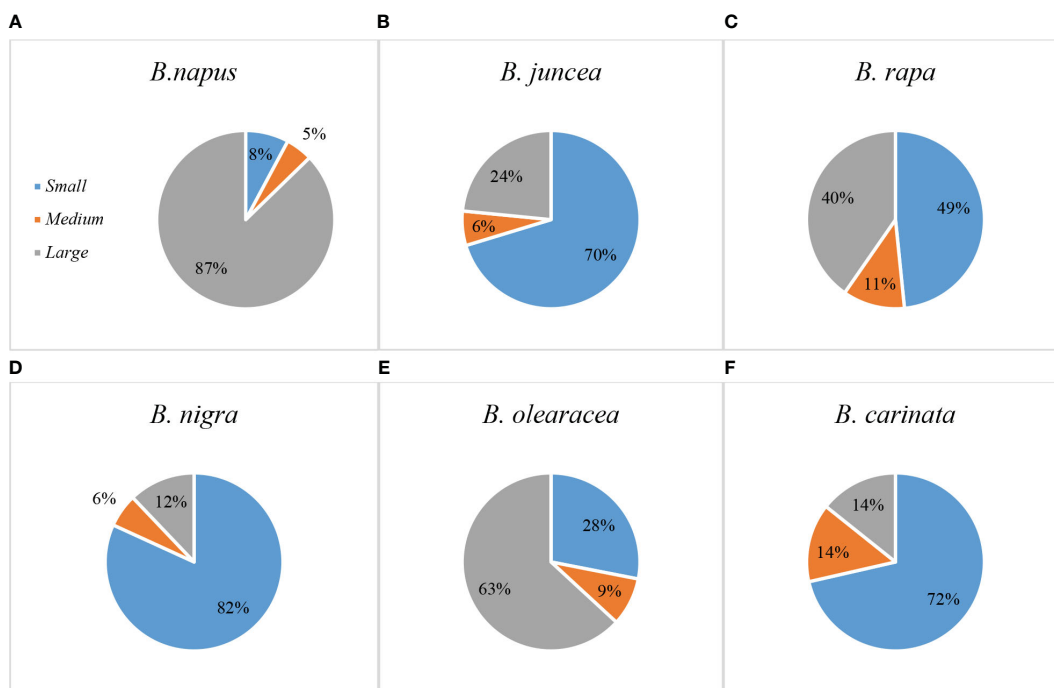 A
B.napus
Small
Medium
Large
8%
5%
87%
B
B. juncea
24%
6%
70%
C
B. rapa
40%
49%
11%
D
B. nigra
6%
12%
82%
E
B. olearacea
28%
9%
63%
F
B. carinata
14%
14%
72%